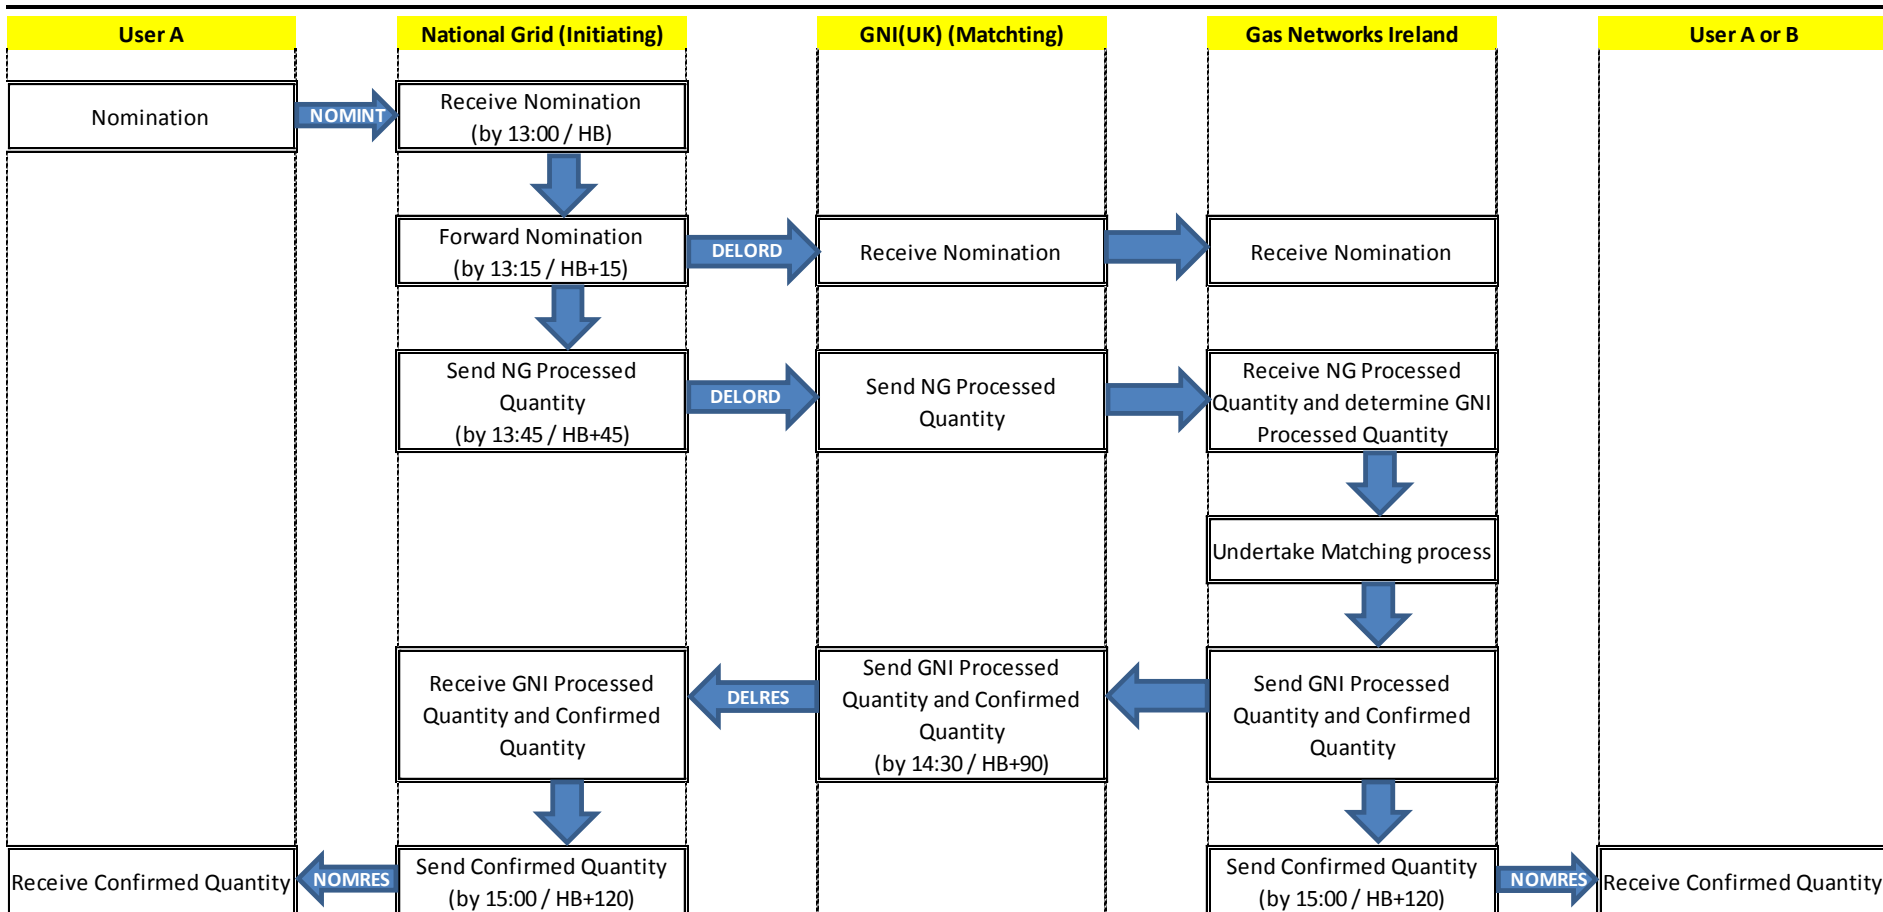 User A
National Grid (Initiating)
GNI(UK) (Matchting)
Gas Networks Ireland
User A or B
Nomination
NOMINT
Receive Nomination
(by 13:00 / HB)
Forward Nomination
(by 13:15 / HB+15)
DELORD
Receive Nomination
Receive Nomination
Send NG Processed
Quantity
(by 13:45 / HB+45)
DELORD
Send NG Processed
Quantity
Receive NG Processed
Quantity and determine GNI
Processed Quantity
Undertake Matching process
Receive GNI Processed
Quantity and Confirmed
Quantity
DELRES
Send GNI Processed
Quantity and Confirmed
Quantity
(by 14:30 / HB+90)
Send GNI Processed
Quantity and Confirmed
Quantity
Receive Confirmed Quantity
NOMRES
Send Confirmed Quantity
(by 15:00 / HB+120)
Send Confirmed Quantity
(by 15:00 / HB+120)
NOMRES
Receive Confirmed Quantity